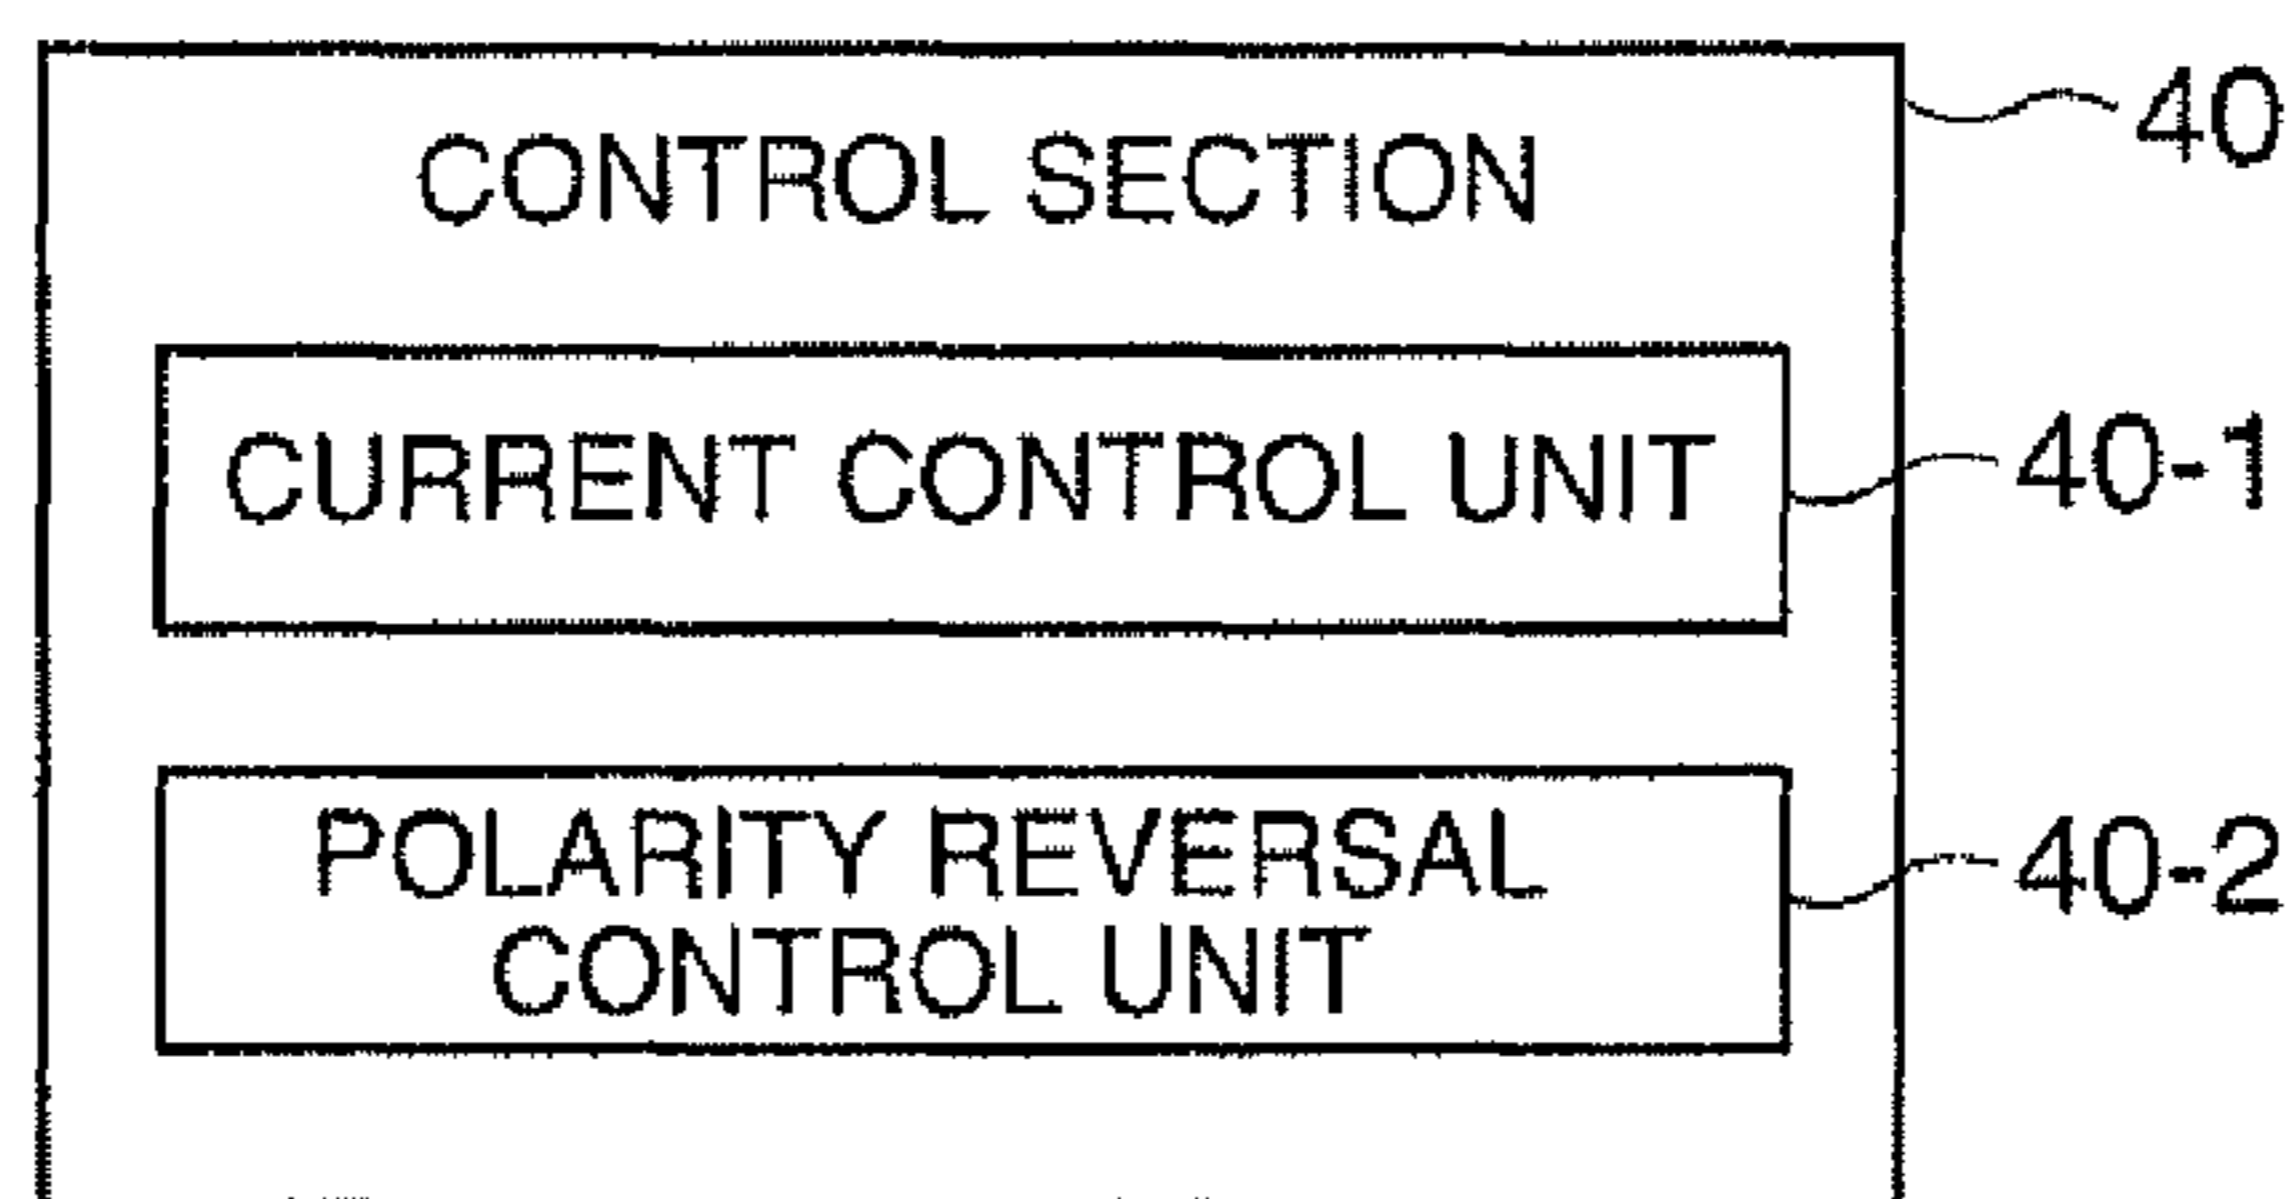 CONTROL SECTION
40
CURRENT CONTROL UNIT
40-1
POLARITY REVERSAL
CONTROL UNIT
40-2